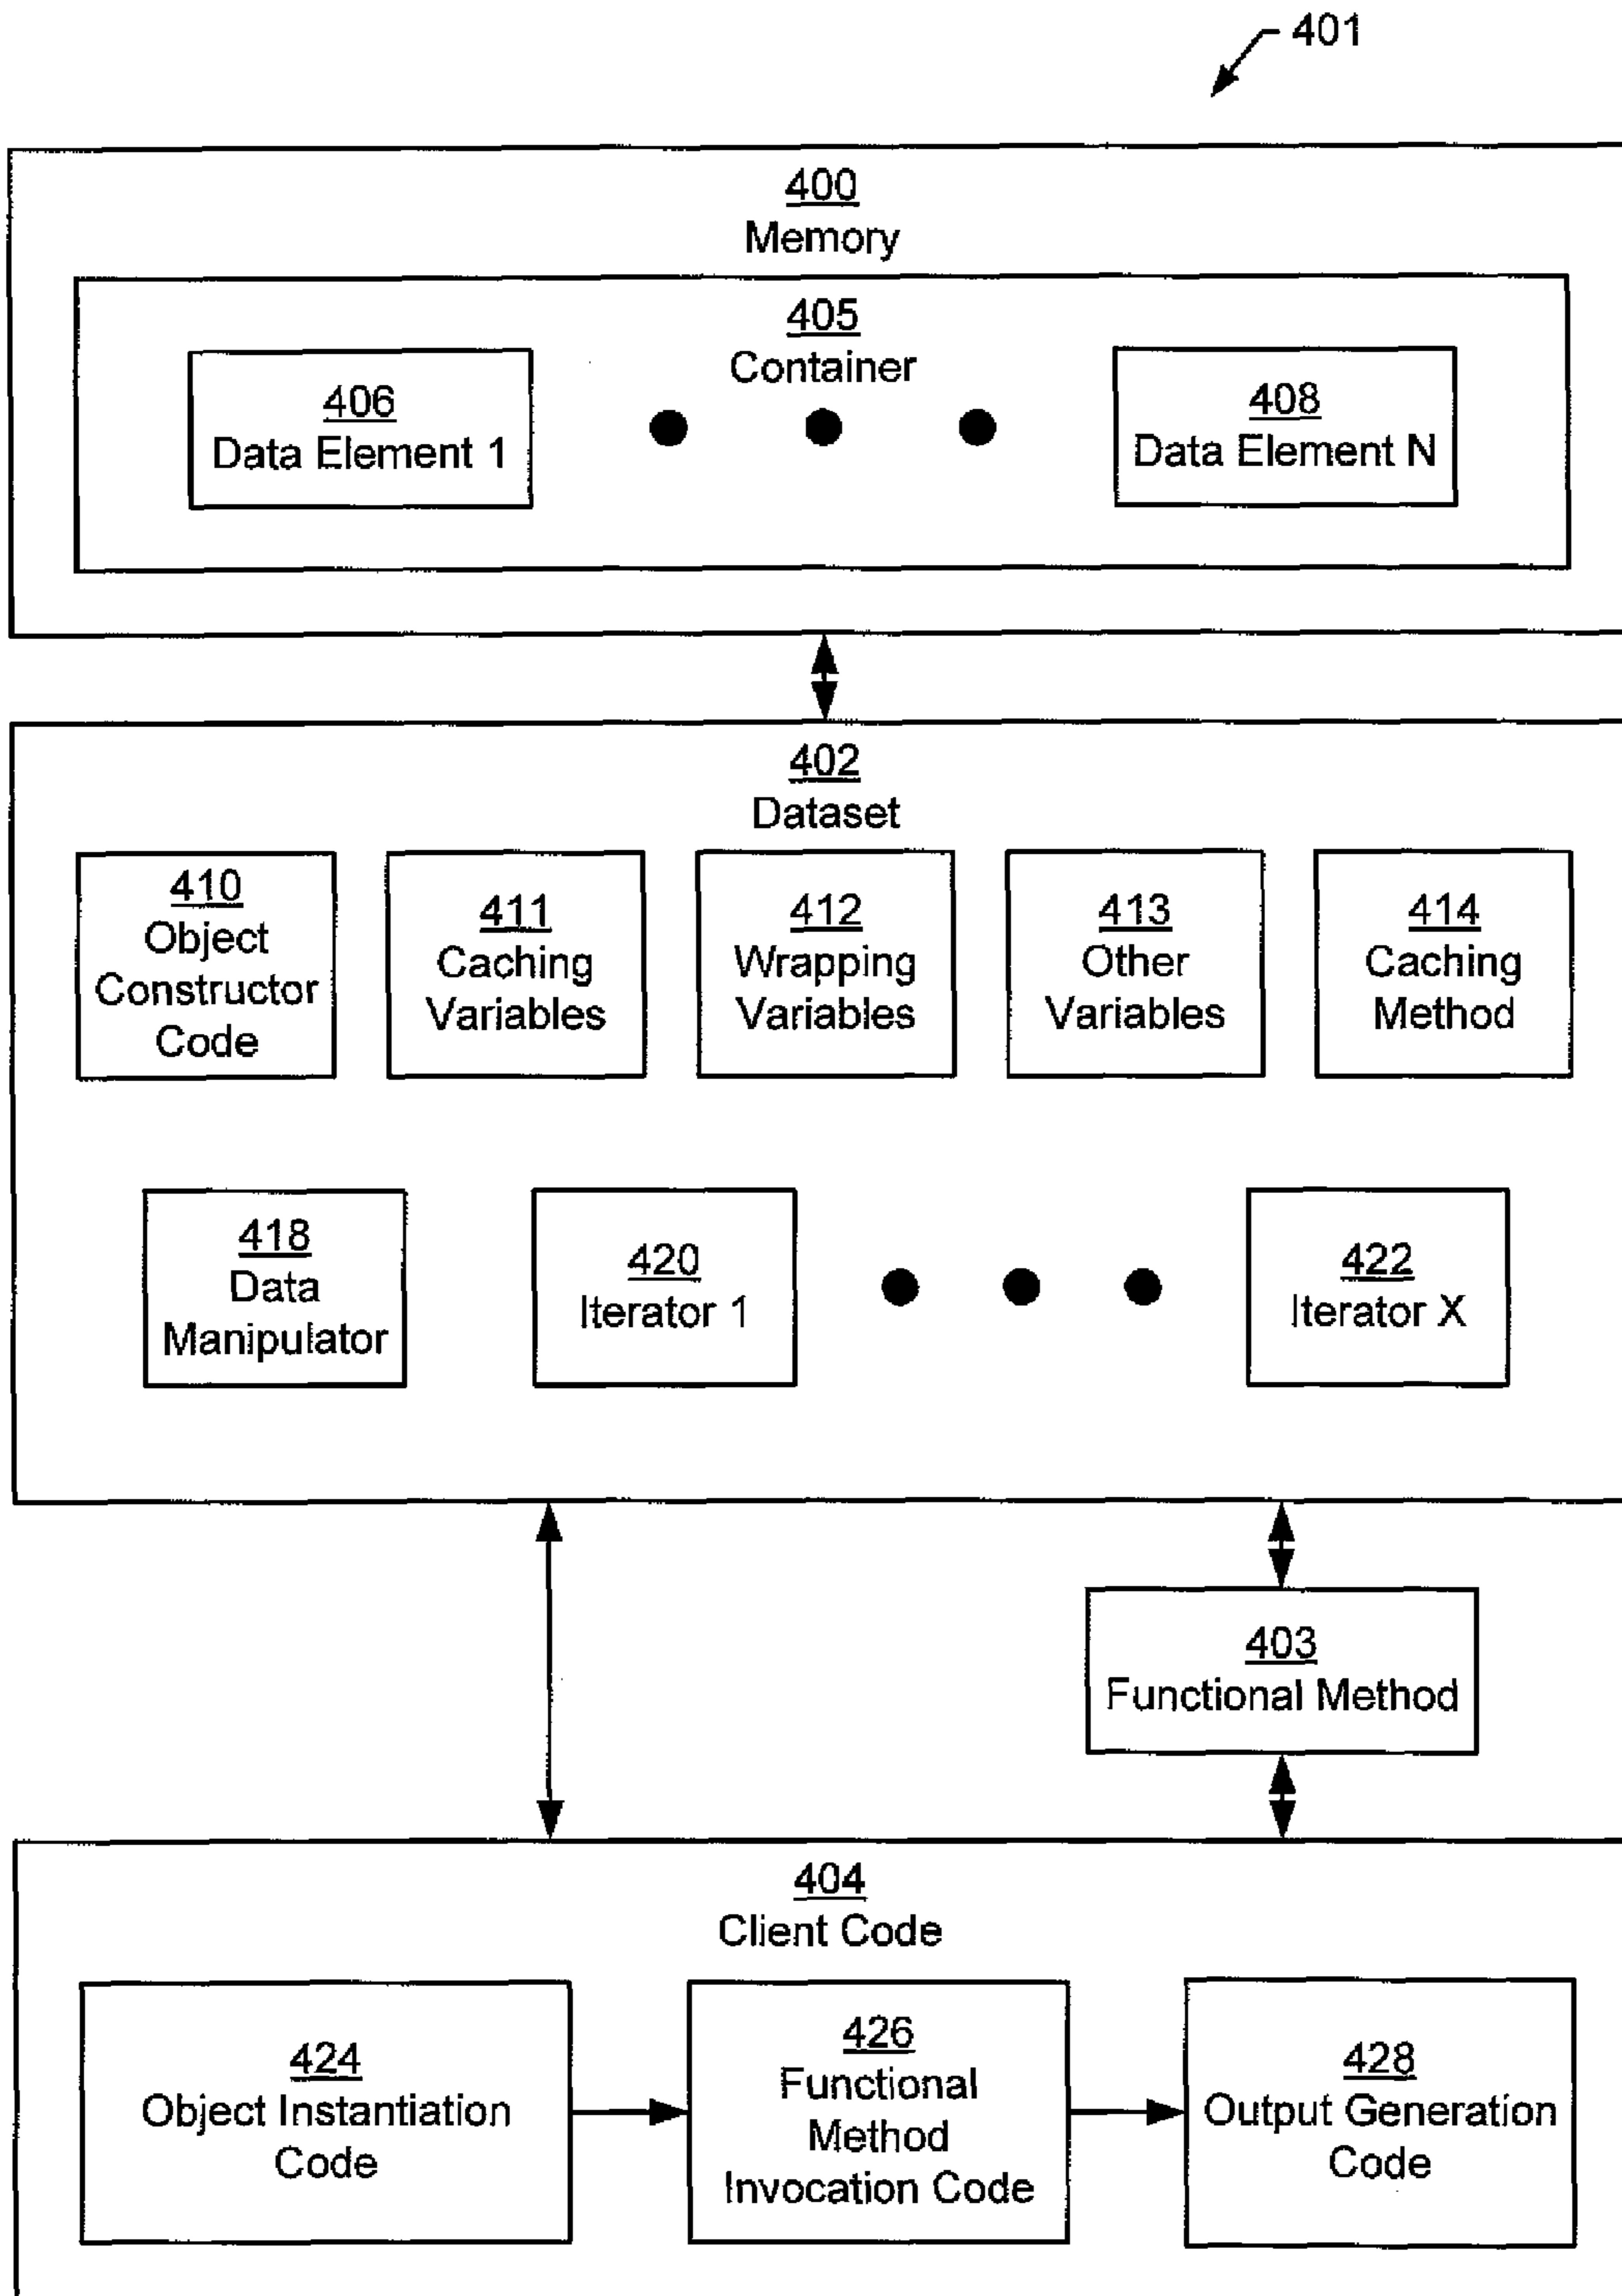 401
400
Memory
405
Container
406
Data Element 1
408
Data Element N
402
Dataset
410
Object
Constructor
Code
411
Caching
Variables
412
Wrapping
Variables
413
Other
Variables
414
Caching
Method
418
Data
Manipulator
420
Iterator 1
422
Iterator X
403
Functional Method
404
Client Code
424
Object Instantiation
Code
426
Functional
Method
Invocation Code
428
Output Generation
Code